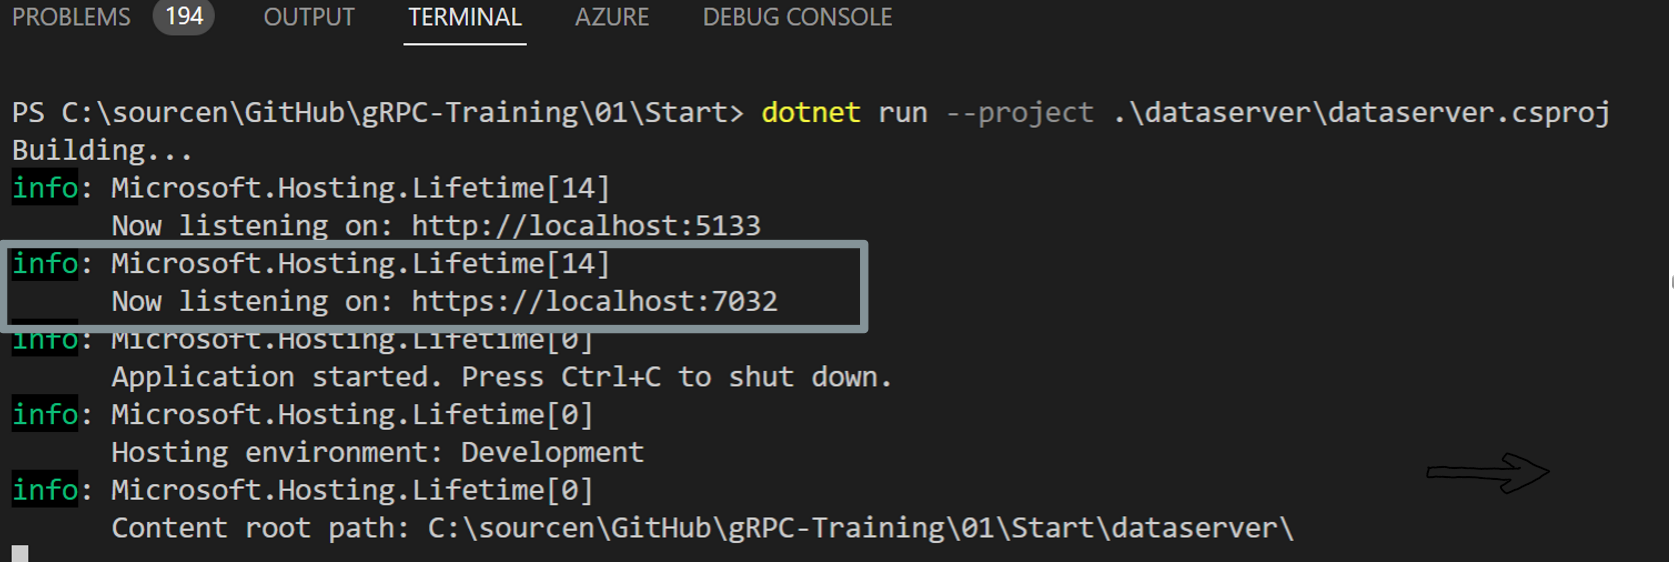 PROBLEMS 194 OUTPUT TERMINAL AZURE DEBUG CONSOLE
PS C:\sourcen\GitHub\gRPC-Training\01\Start> dotnet run --project .\dataserver\dataserver.csproj
Building...
info: Microsoft.Hosting.Lifetime[14]
Now listening on: http://localhost:5133
info: Microsoft.Hosting.Lifetime[14]
Now listening on: https://localhost:7032
info: Microsoft.Hosting.Lifetime[0]
Application started. Press Ctrl+C to shut down.
info: Microsoft.Hosting.Lifetime[0]
Hosting environment: Development
info: Microsoft.Hosting.Lifetime[0]
Content root path: C:\sourcen\GitHub\gRPC-Training\01\Start\dataserver\